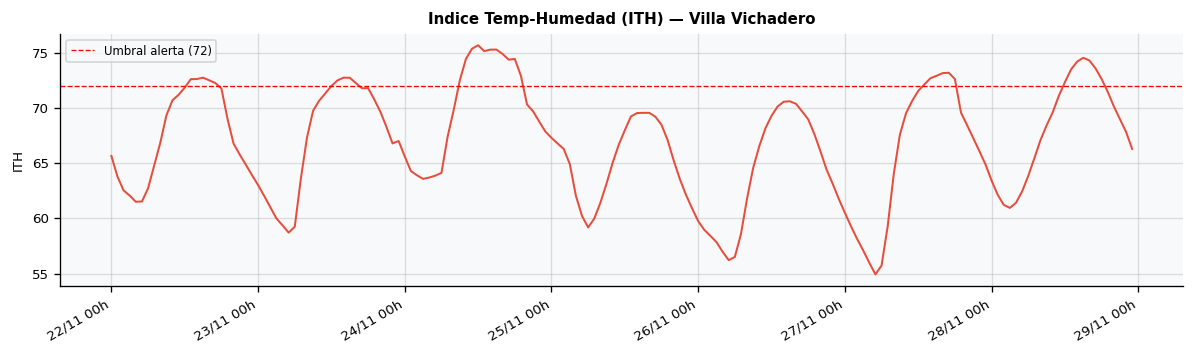 Indice Temp-Humedad (ITH) — Villa Vichadero
Umbral alerta (72)
ITH
75
70
65
60
55
22/11 00h
23/11 00h
24/11 00h
25/11 00h
26/11 00h
27/11 00h
28/11 00h
29/11 00h